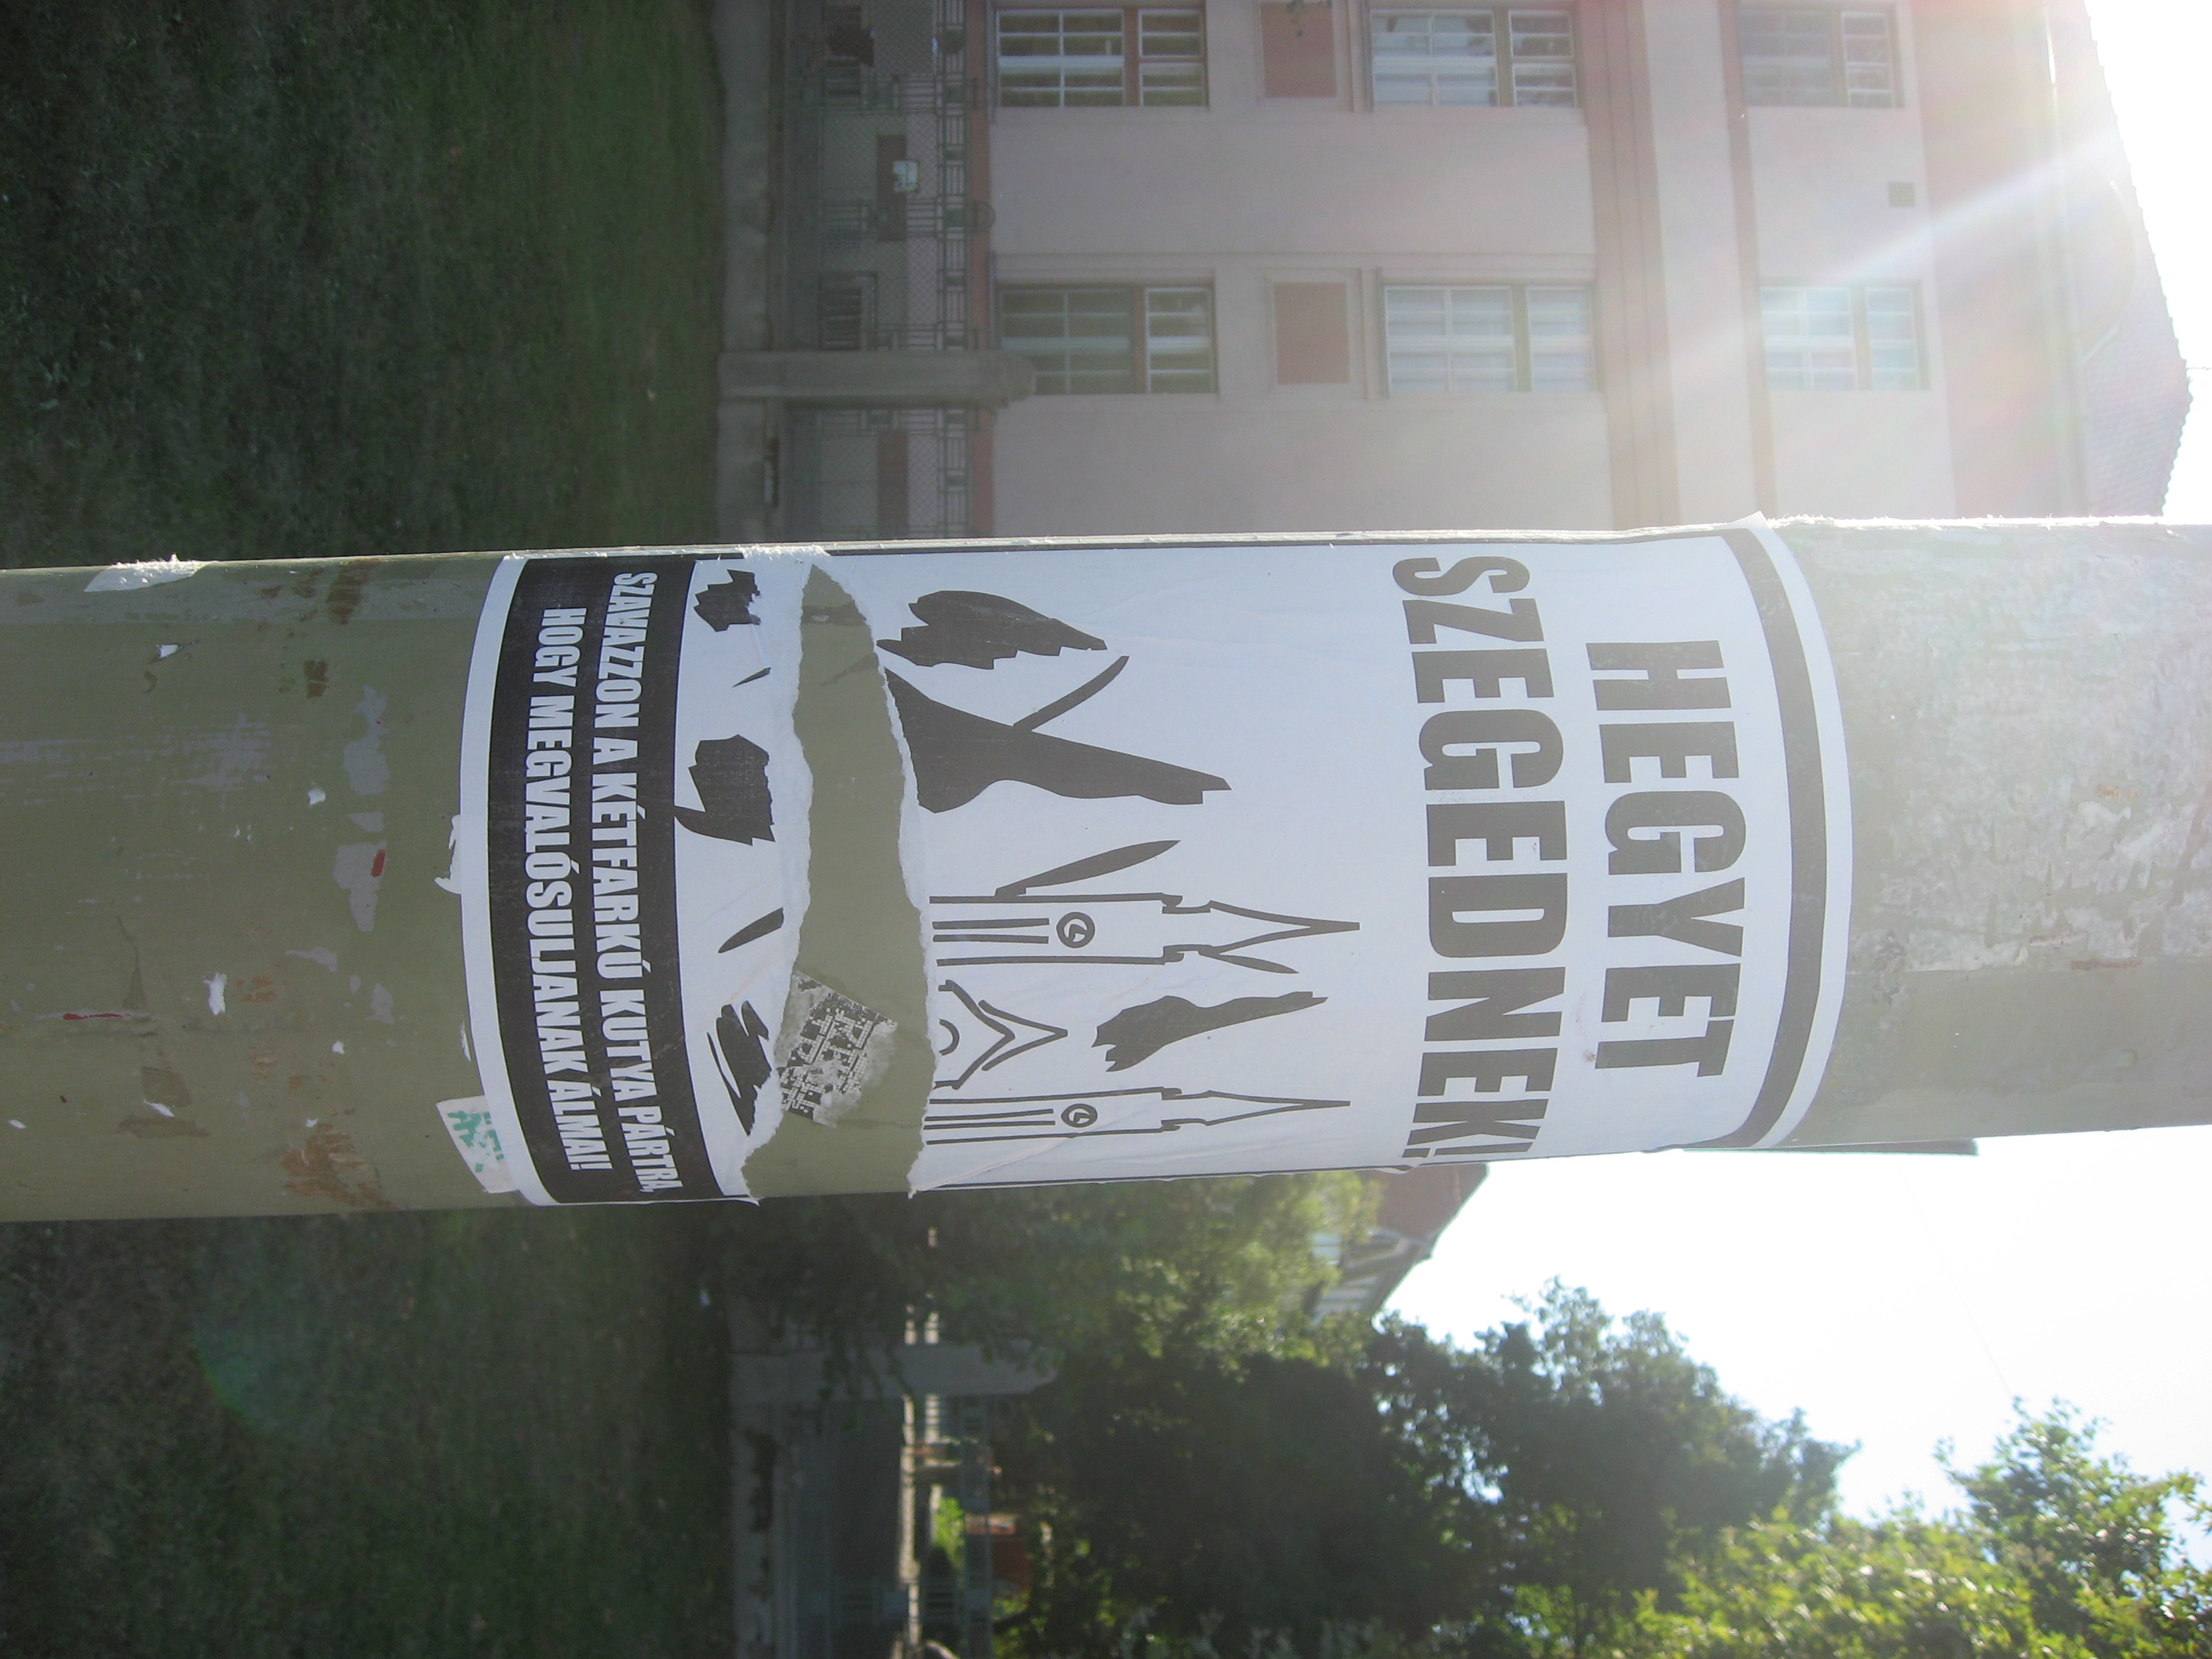 HEGYET
SZEGEDNEK!
SZAVAZZON A KÉTFARKÚ KUTYA PÁRTRA,
HOGY MEGVALÓSULJANAK ÁLMAI!